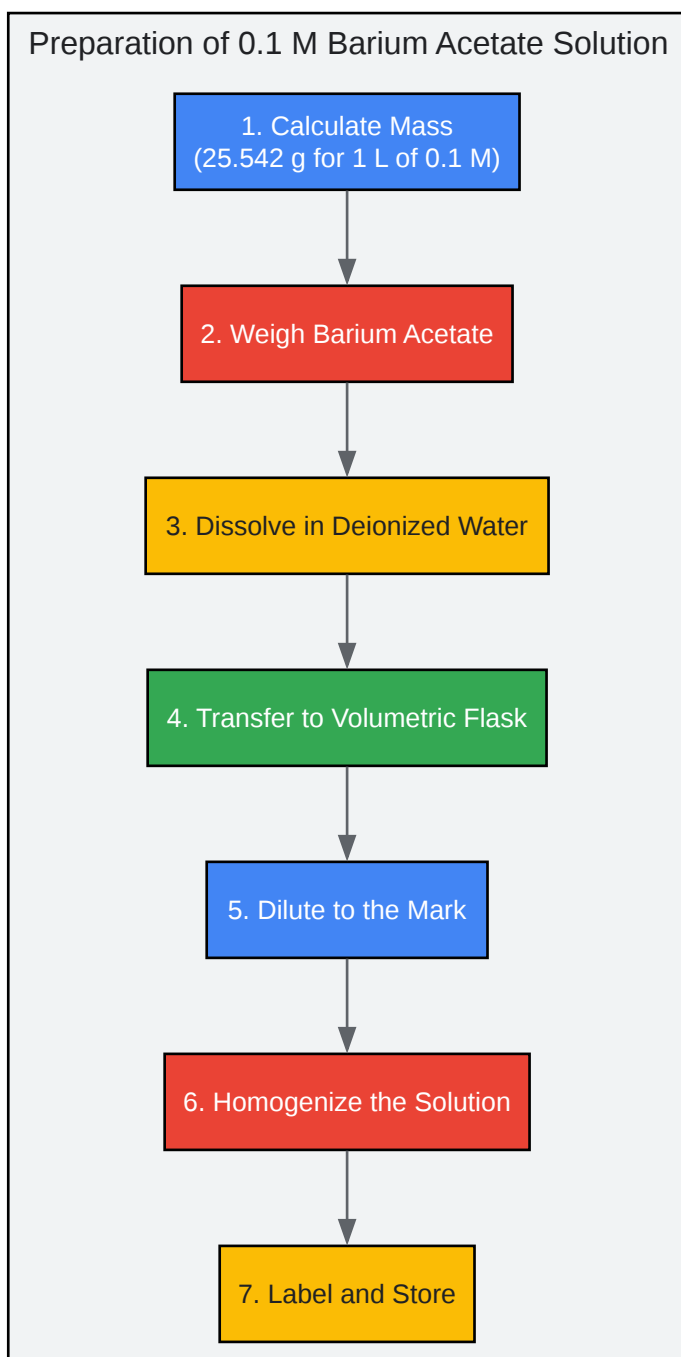 Preparation of 0.1 M Barium Acetate Solution
1. Calculate Mass
(25.542 g for 1 L of 0.1 M)
2. Weigh Barium Acetate
3. Dissolve in Deionized Water
4. Transfer to Volumetric Flask
5. Dilute to the Mark
6. Homogenize the Solution
7. Label and Store